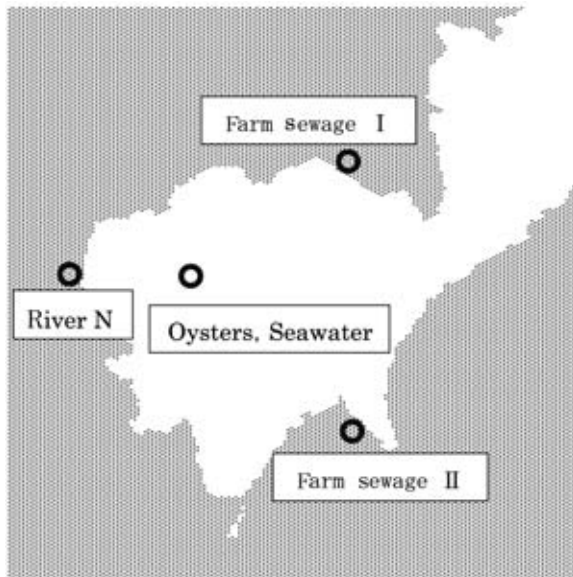 Farm sewage Ⅰ
River N
Oysters, Seawater
Farm sewage Ⅱ